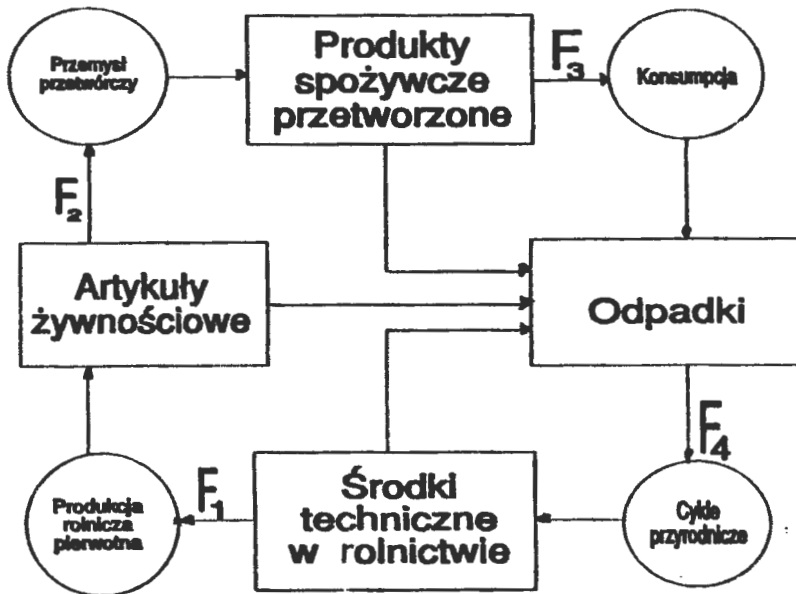 Przemysł
przetwórczy
Produkty
spożywcze
przetworzone
F3
Konsumpcja
F2
Artykuły
żywnościowe
Odpadki
F4
Produkcja
rolnicza
pierwotna
F1
Środki
techniczne
w rolnictwie
Cykle
przyrodnicze